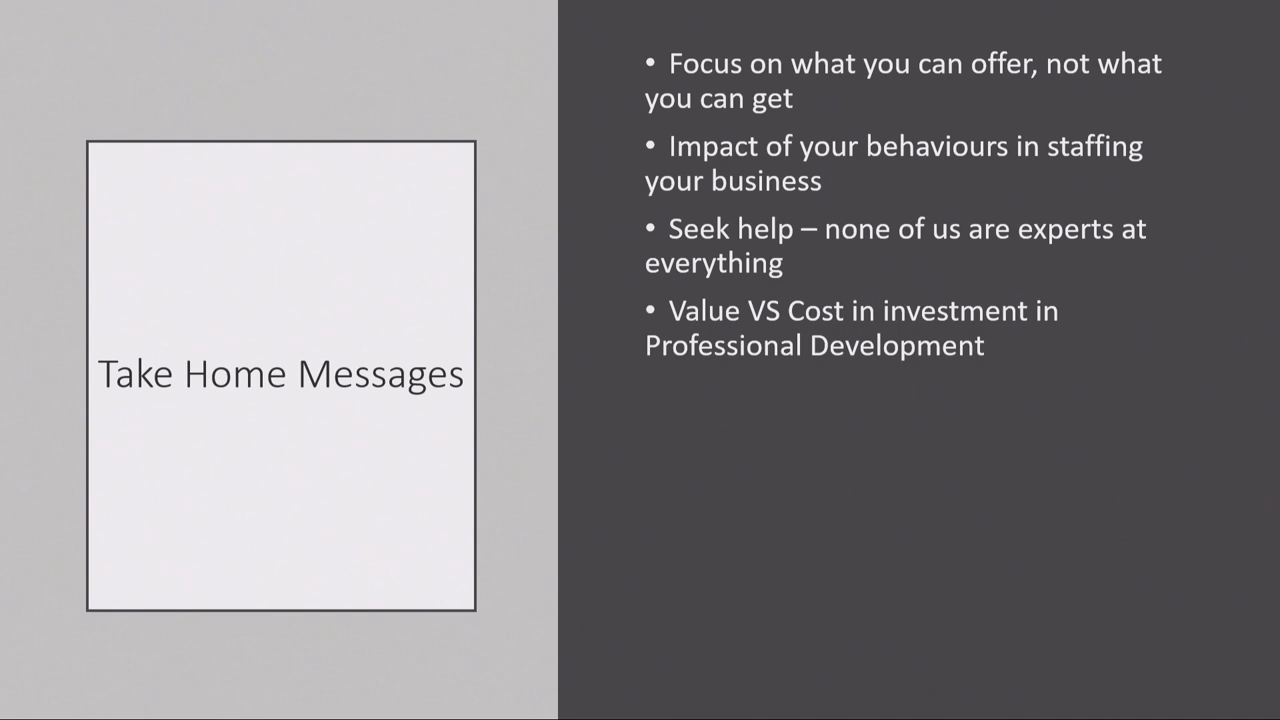 Take Home Messages
• Focus on what you can offer, not what
you can get
• Impact of your behaviours in staffing
your business
• Seek help – none of us are experts at
everything
• Value VS Cost in investment in
Professional Development